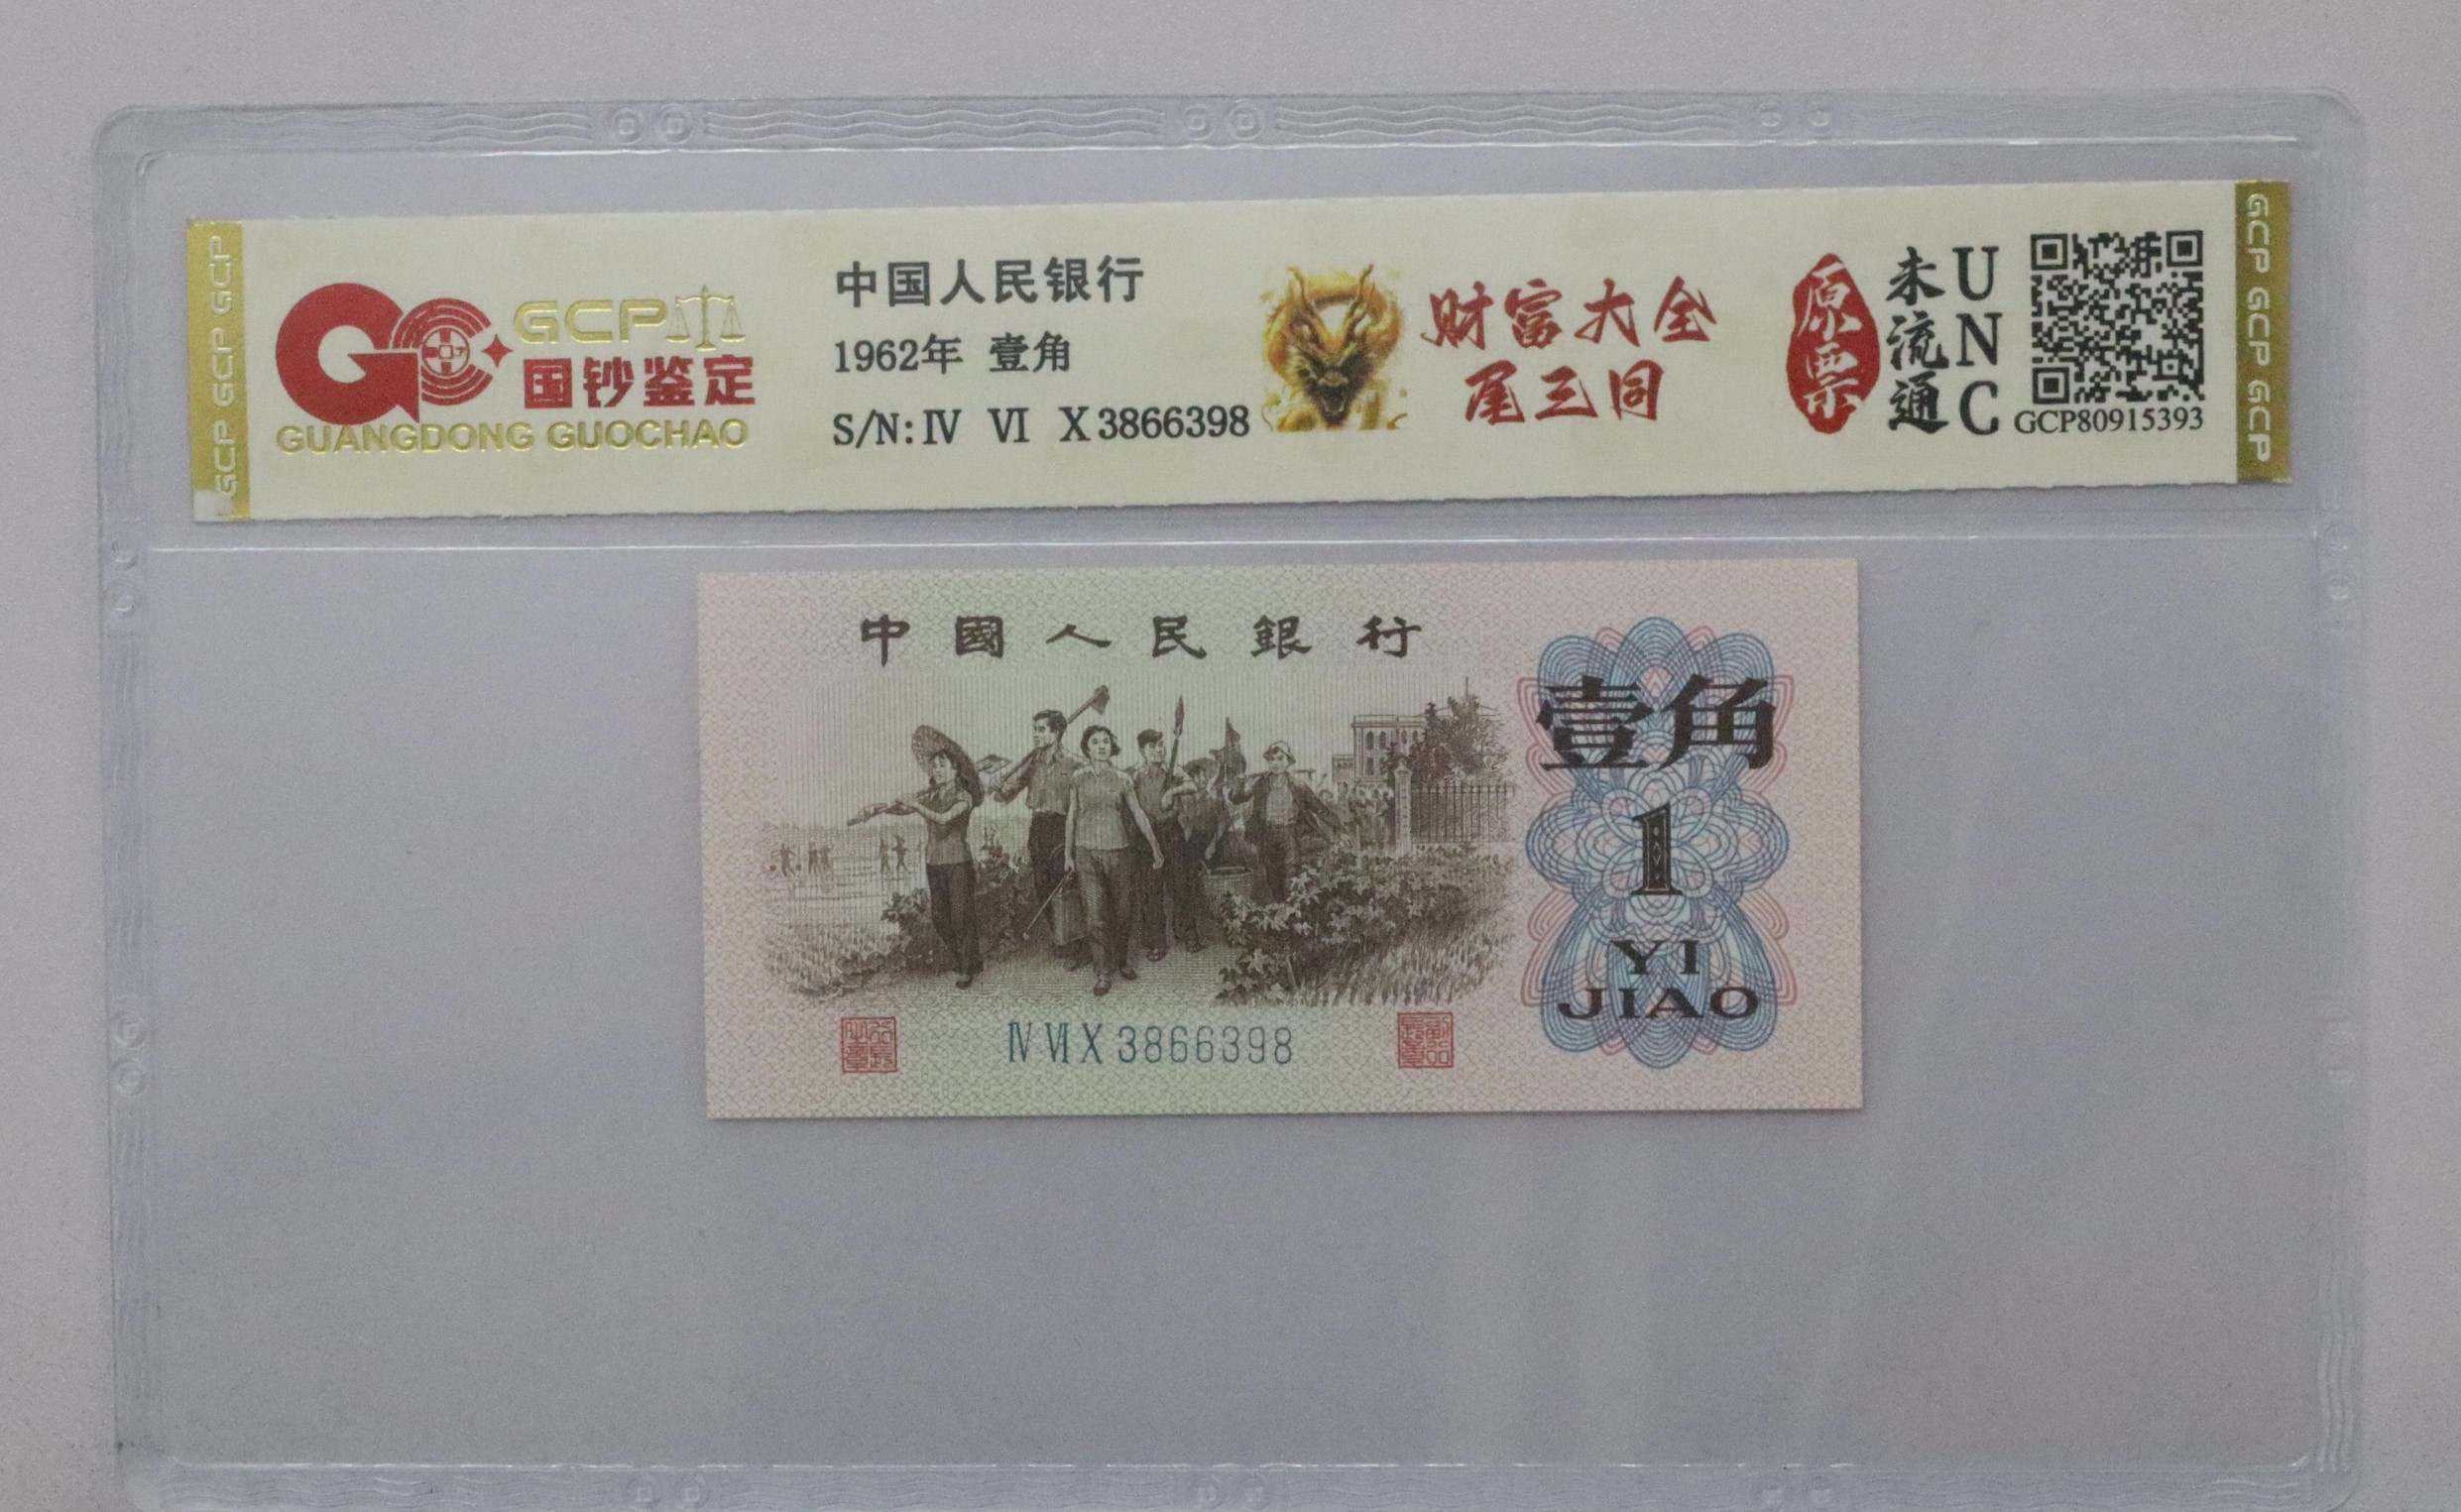 GCP GCP GCP
GCP
国钞鉴定
GUANGDONG GUOCHAO
中国人民银行
1962年 壹角
S/N: IV VI X 3866398
财富大全
尾三同
原票
未流通
UNC
GCP80915393
GCP GCP GCP
中國人民銀行
壹角
1
YI
JIAO
IV VI X 3866398